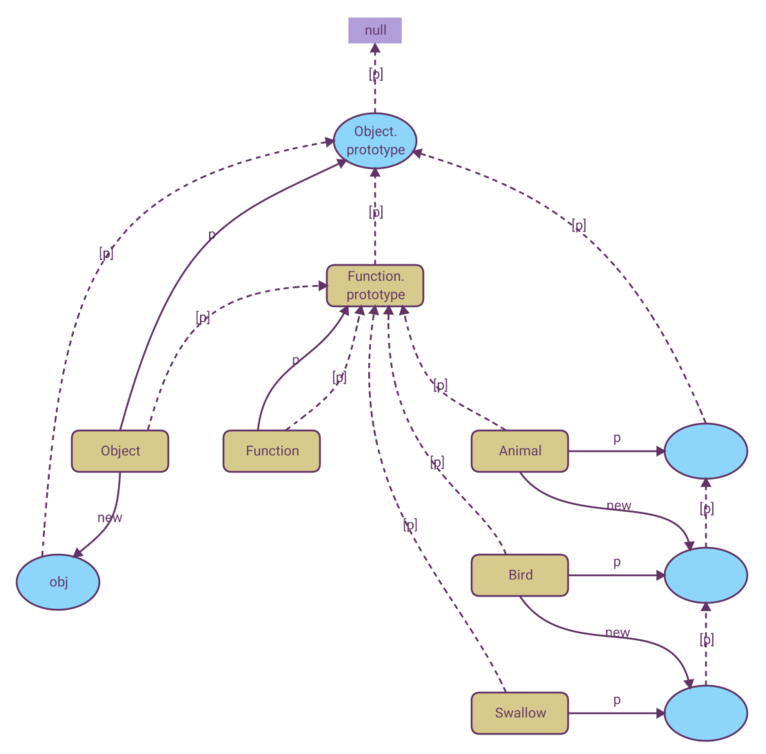 null
[p]
Object.
prototype
[p]
[p]
p
[p]
Function.
prototype
[p]
p
[p]
[p]
Object
Function
Animal
p
[p]
new
[p]
new
[p]
obj
Bird
p
new
[p]
Swallow
p